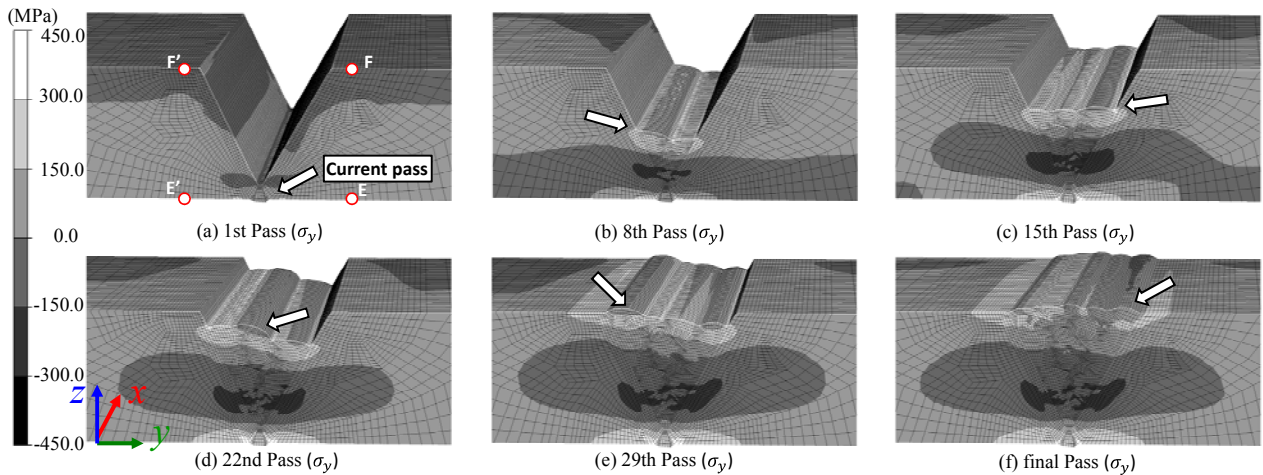 (MPa)
450.0
300.0
150.0
0.0
-150.0
-300.0
-450.0
F'
F
E'
E
Current pass
(a) 1st Pass (σy)
(b) 8th Pass (σy)
(c) 15th Pass (σy)
z
x
y
(d) 22nd Pass (σy)
(e) 29th Pass (σy)
(f) final Pass (σy)